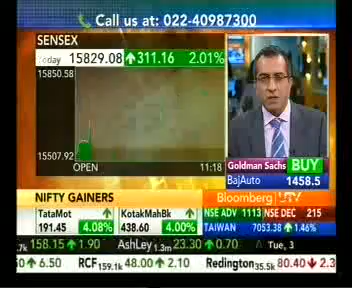 Call us at: 022-40987300
SENSEX
Today 15829.08 311.16 2.01%
15850.58
15507.92
OPEN 11:18
Goldman Sachs BUY
BajAuto 1458.5
NIFTY GAINERS
Bloomberg UTV
TataMot KotakMahBk
191.45 4.08% 438.60 4.00%
NSE ADV 1113 NSE DEC 215
TAIWAN 7053.38 1.46%
.7k 158.15 1.90 AshLey 1.3m 23.30 0.70 Tue, 3
0 6.50 RCF 159.1k 48.00 2.10 Redington 35.5k 80.40 2.3